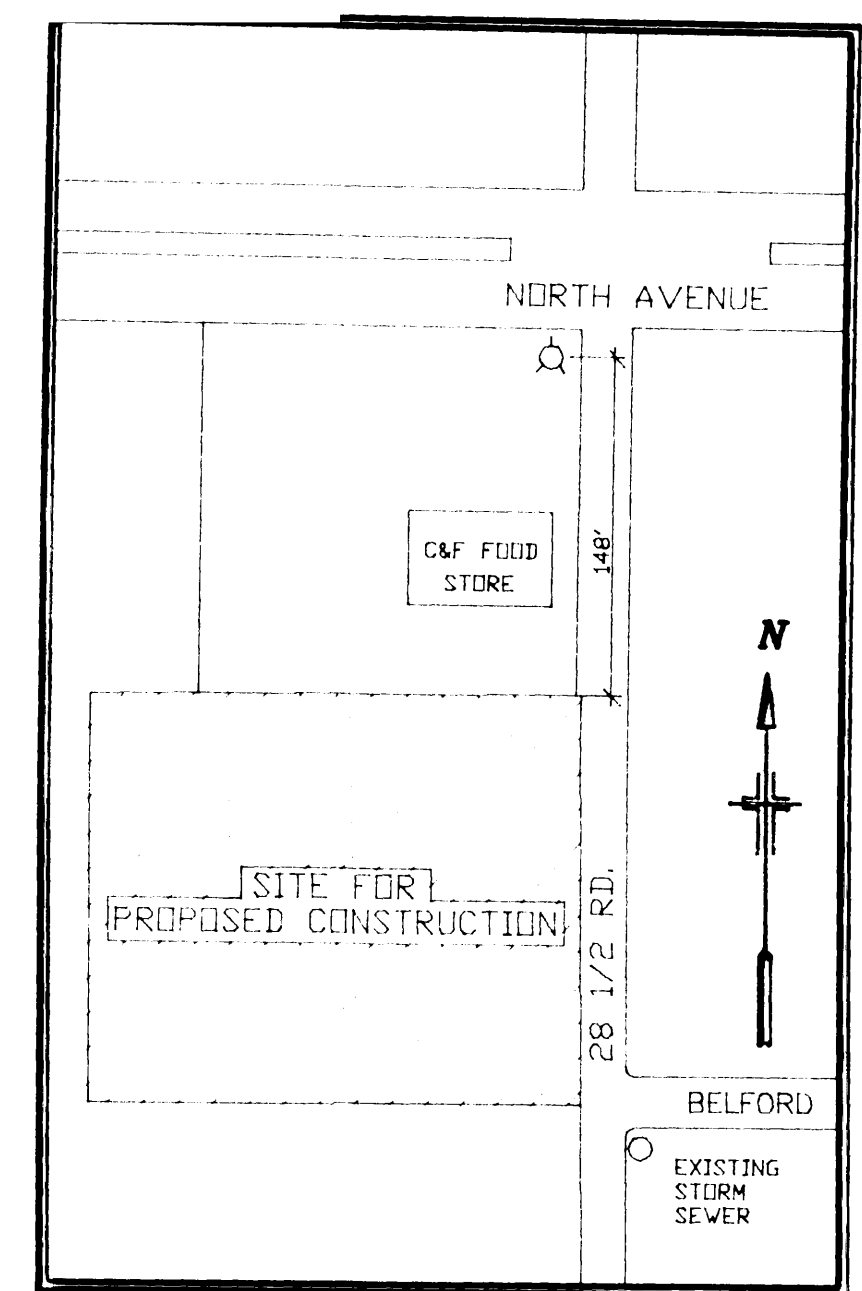 NORTH AVENUE
C&F FOOD
STORE
148'
N
SITE FOR
PROPOSED CONSTRUCTION
28 1/2 RD.
BELFORD
EXISTING
STORM
SEWER